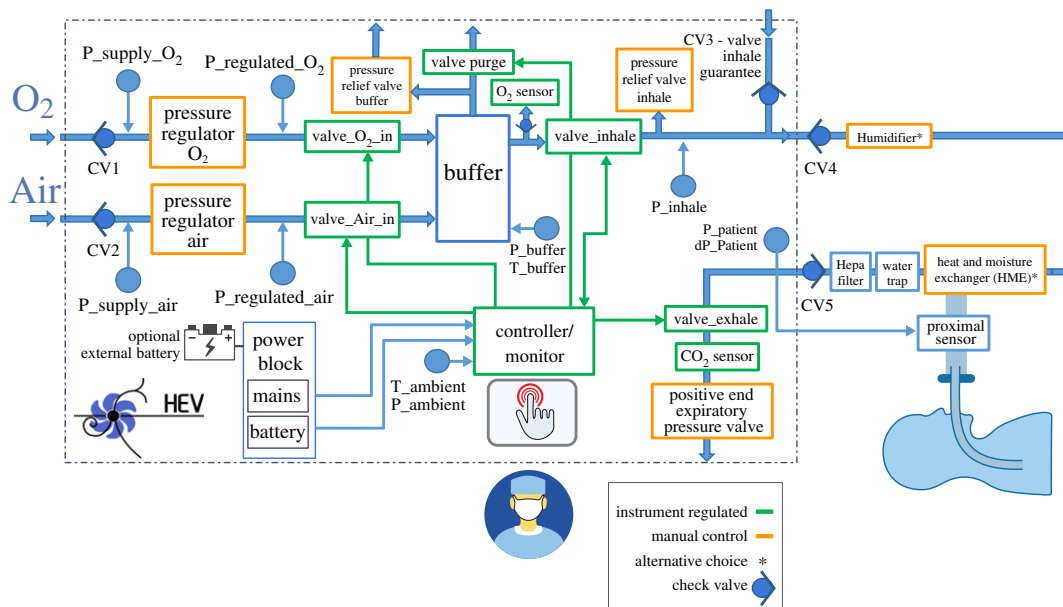 P_supply_O₂
P_regulated_O₂
pressure
relief valve
buffer
valve purge
O₂ sensor
pressure
relief valve
inhale
CV3 - valve
inhale
guarantee
O₂
CV1
pressure
regulator
O₂
valve_O₂_in
buffer
valve_inhale
CV4
Humidifier*
Air
CV2
pressure
regulator
air
valve_Air_in
P_inhale
P_supply_air
P_regulated_air
P_buffer
T_buffer
P_patient
dP_Patient
CV5
Hepa
filter
water
trap
heat and moisture
exchanger (HME)*
proximal
sensor
optional
external battery
− +
power
block
mains
battery
controller/
monitor
T_ambient
P_ambient
valve_exhale
CO₂ sensor
positive end
expiratory
pressure valve
HEV
instrument regulated
manual control
alternative choice *
check valve